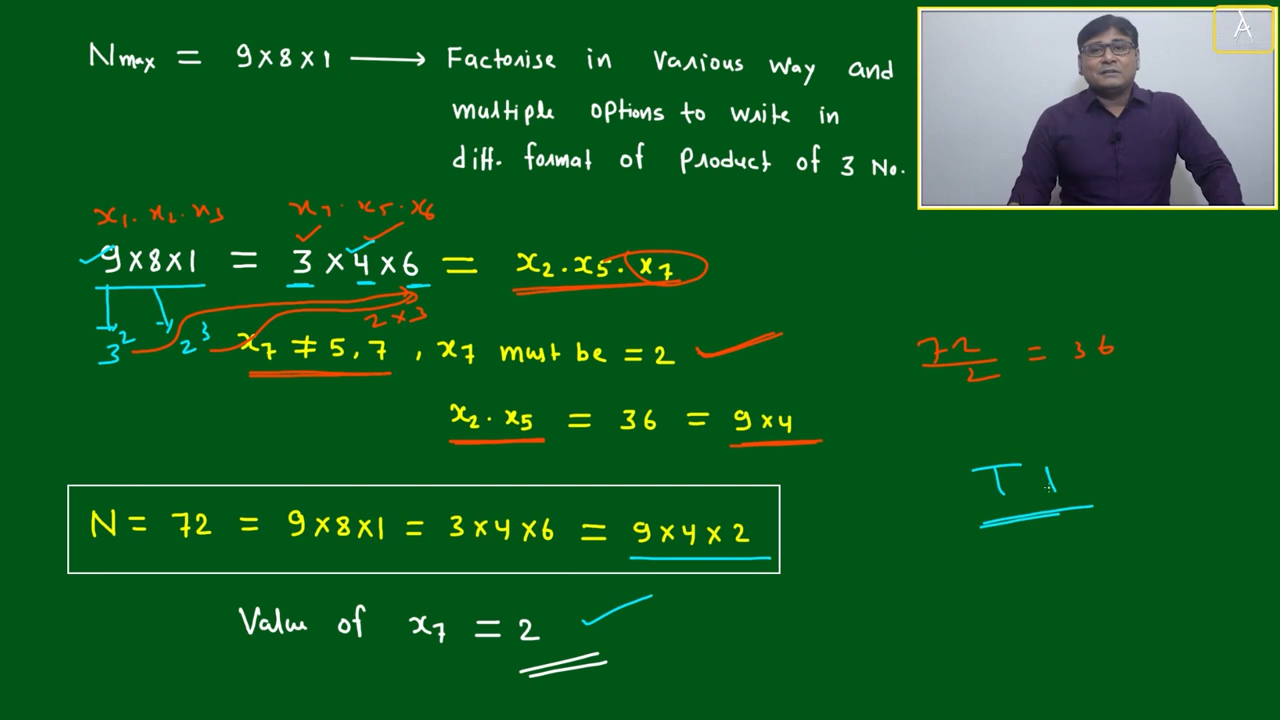 λ
Nmax = 9×8×1 ⟶ Factorise in various way and
multiple options to write in
diff. format of Product of 3 No.
x₁. x₂. x₃ x₇. x₅. x₆
9×8×1 = 3×4×6 = x₂. x₅. x₇
2×3
3² 2³ x₇ ≠ 5, 7 , x₇ must be = 2
72/2 = 36
x₂. x₅ = 36 = 9×4
T 1
N = 72 = 9×8×1 = 3×4×6 = 9×4×2
Value of x₇ = 2